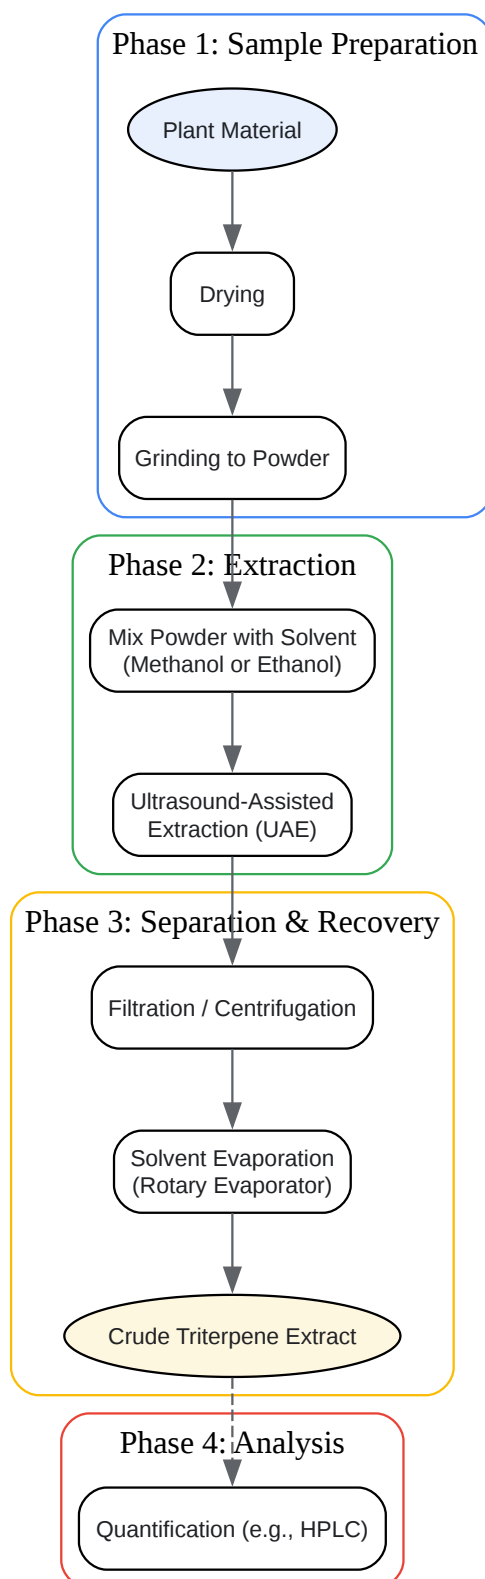 Phase 1: Sample Preparation
Plant Material
Drying
Grinding to Powder
Phase 2: Extraction
Mix Powder with Solvent
(Methanol or Ethanol)
Ultrasound-Assisted
Extraction (UAE)
Phase 3: Separation & Recovery
Filtration / Centrifugation
Solvent Evaporation
(Rotary Evaporator)
Crude Triterpene Extract
Phase 4: Analysis
Quantification (e.g., HPLC)